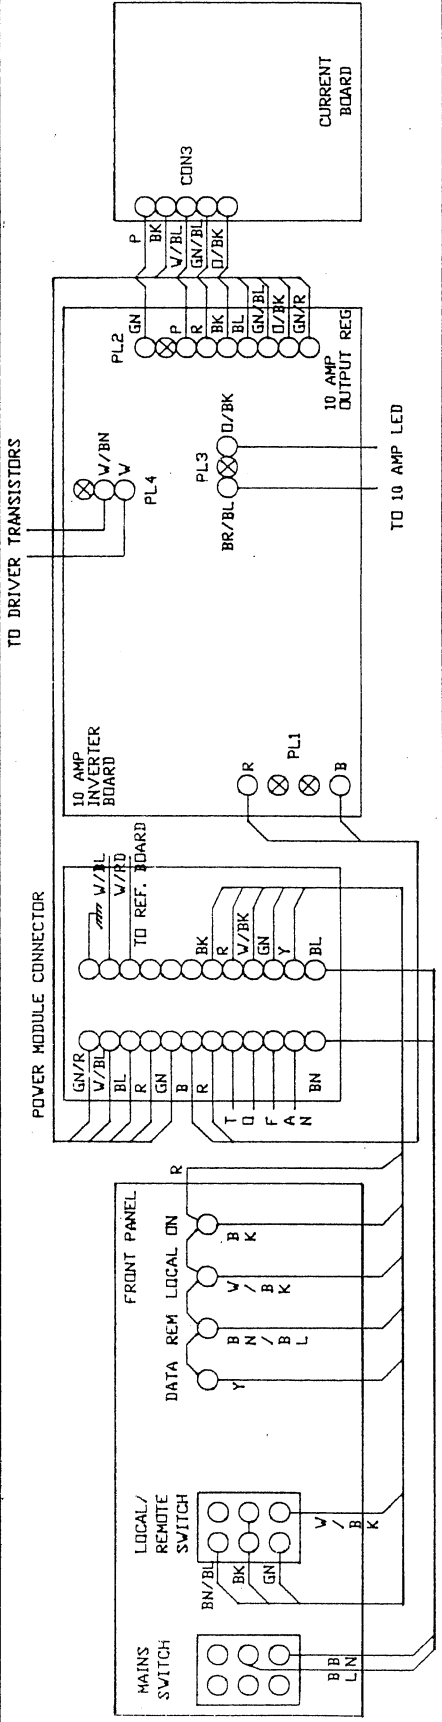 MAINS
SWITCH
LOCAL/
REMOTE
SWITCH
BN/BL
BK
GN
B B
L N
W
/
B
K
FRONT PANEL
DATA
REM
LOCAL
ON
R
Y
B
N
/
B
L
W
/
B
K
B
K
POWER MODULE CONNECTOR
GN/R
W/BL
BL
R
GN
B
R
T
O
F
A
N
BN
W/BL
W/RD
TO REF. BOARD
BK
R
W/BK
GN
Y
BL
10 AMP
INVERTER
BOARD
R
B
PL1
TO DRIVER TRANSISTORS
W/BN
W
PL4
PL3
BR/BL
O/BK
TO 10 AMP LED
PL2
GN
P
R
BK
BL
GN/BL
O/BK
GN/R
10 AMP
OUTPUT REG
P
BK
W/BL
GN/BL
O/BK
CON3
CURRENT
BOARD